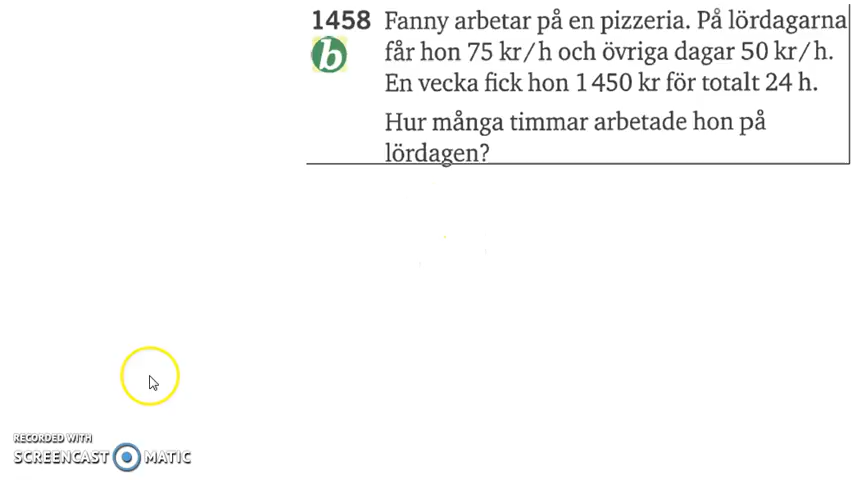 1458 Fanny arbetar på en pizzeria. På lördagarna
b får hon 75 kr/h och övriga dagar 50 kr/h.
En vecka fick hon 1 450 kr för totalt 24 h.
Hur många timmar arbetade hon på
lördagen?
RECORDED WITH
SCREENCAST MATIC